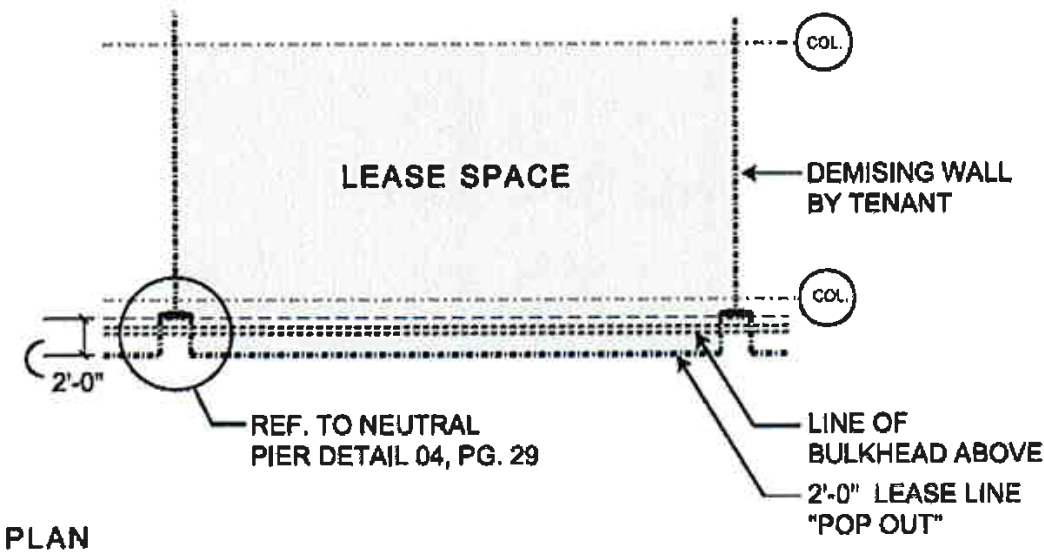 COL.
LEASE SPACE
DEMISING WALL
BY TENANT
COL.
2'-0"
REF. TO NEUTRAL
PIER DETAIL 04, PG. 29
LINE OF
BULKHEAD ABOVE
2'-0" LEASE LINE
"POP OUT"
PLAN